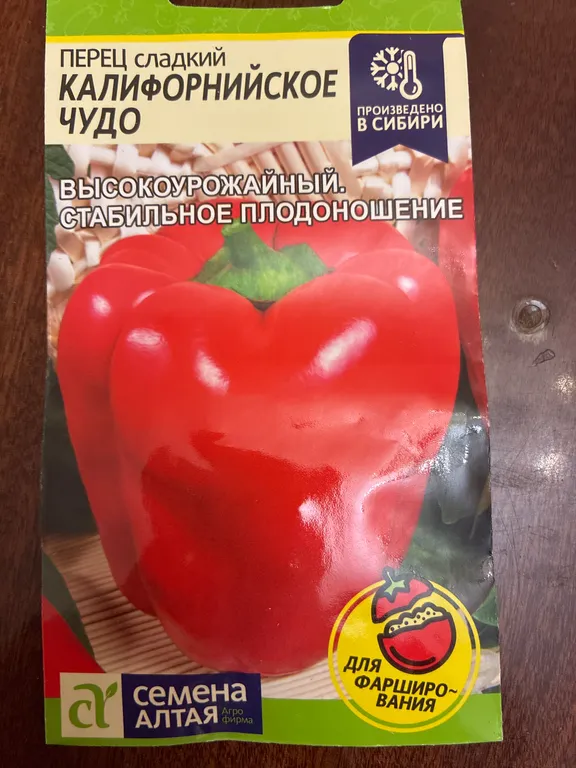 ПЕРЕЦ сладкий
КАЛИФОРНИЙСКОЕ
ЧУДО
ПРОИЗВЕДЕНО
В СИБИРИ
ВЫСОКОУРОЖАЙНЫЙ.
СТАБИЛЬНОЕ ПЛОДОНОШЕНИЕ
ДЛЯ
ФАРШИРО-
ВАНИЯ
семена
АЛТАЯ
Агро
фирма